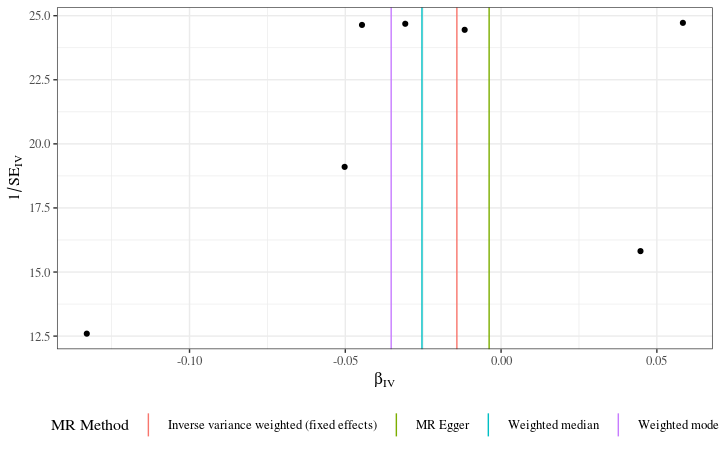 25.0
22.5
20.0
17.5
15.0
12.5
1/SE_IV
-0.10 -0.05 0.00 0.05
β_IV
MR Method Inverse variance weighted (fixed effects) MR Egger Weighted median Weighted mode